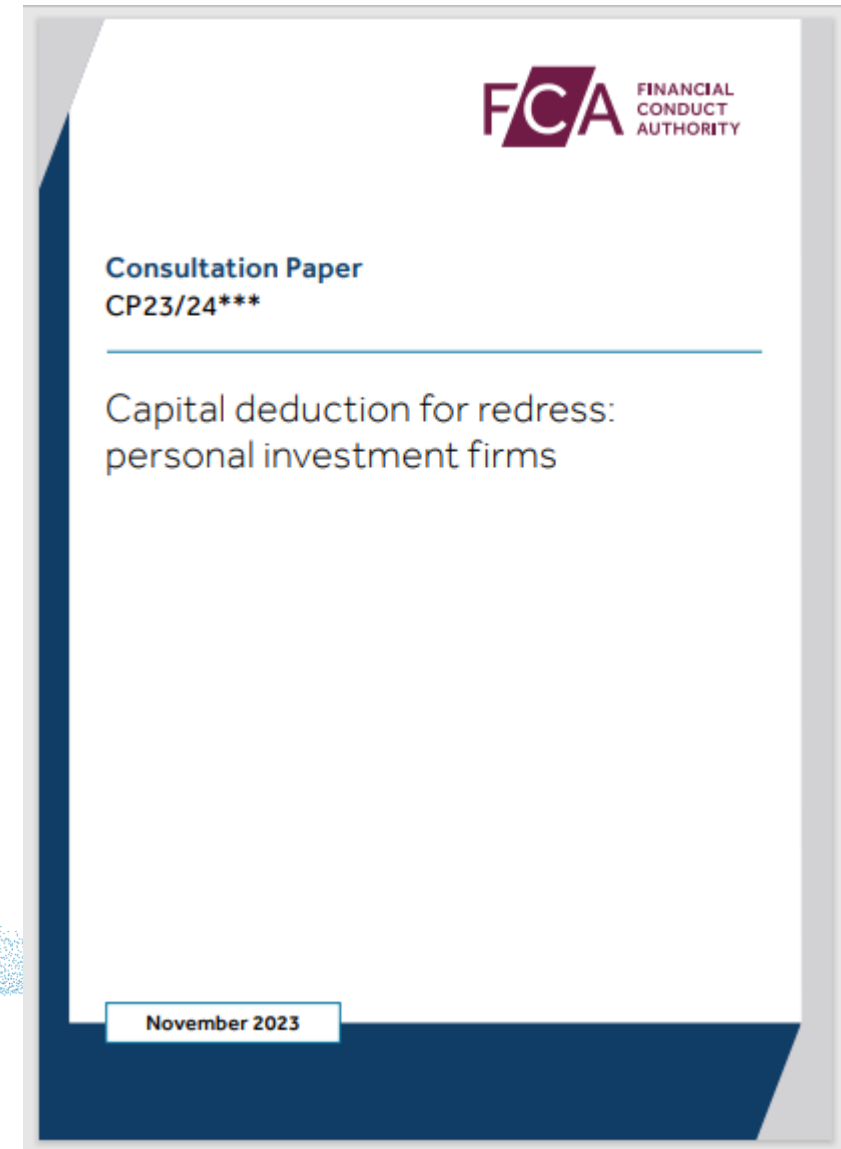 FCA
FINANCIAL
CONDUCT
AUTHORITY
Consultation Paper
CP23/24***
Capital deduction for redress:
personal investment firms
November 2023